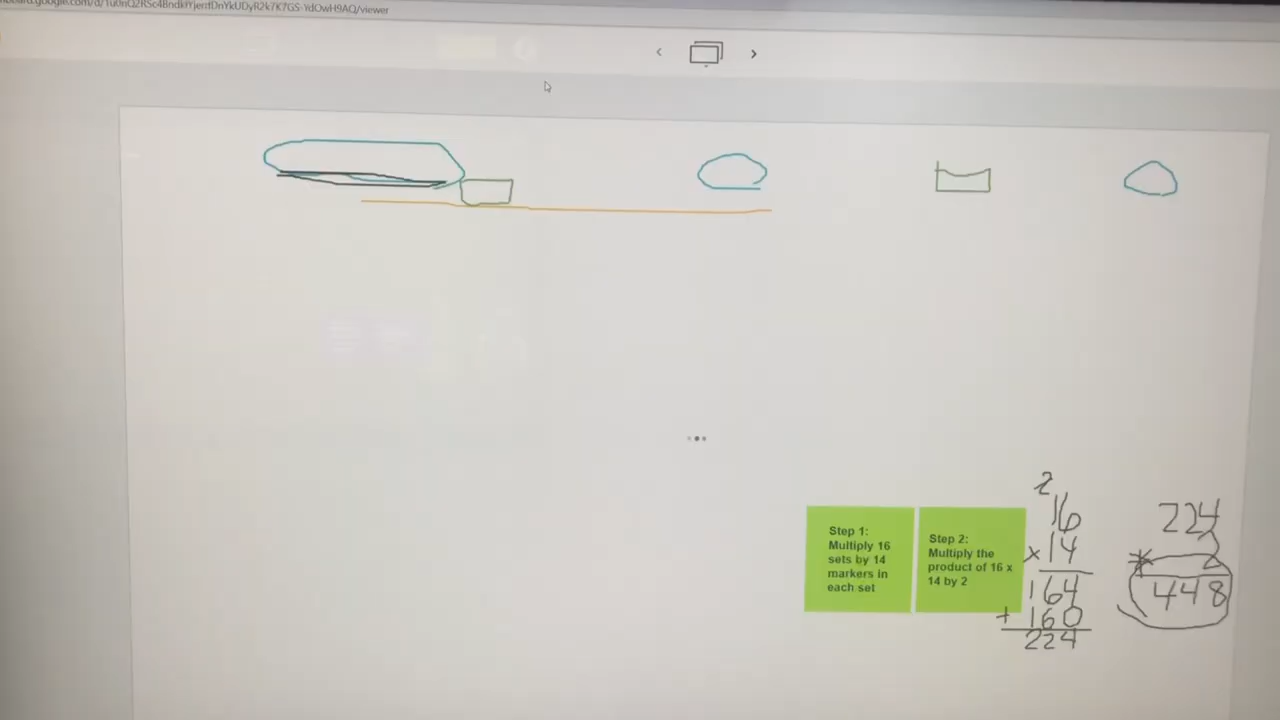 Step 1:
Multiply 16
sets by 14
markers in
each set
Step 2:
Multiply the
product of 16 x
14 by 2
2
16
x 14
164
+ 160
224
224
* 2
448